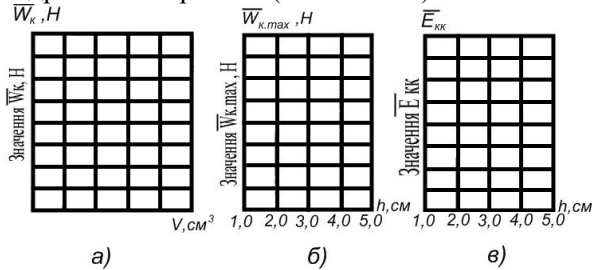 W̅к ,Н
Значення W̅к, Н
V,см³
а)
W̅к.max ,Н
Значення W̅к.max, Н
1,0 2,0 3,0 4,0 5,0
h,см
б)
E̅кк
Значення E̅ кк
1,0 2,0 3,0 4,0 5,0
h,см
в)